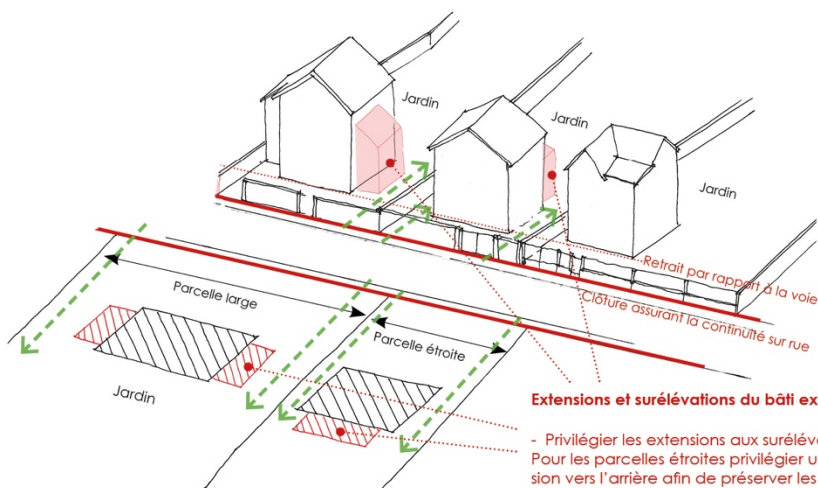 Jardin
Jardin
Jardin
Retrait par rapport à la voie
Clôture assurant la continuité sur rue
Parcelle large
Parcelle étroite
Jardin
Extensions et surélévations du bâti ex
- Privilégier les extensions aux surélév
Pour les parcelles étroites privilégier u
sion vers l'arrière afin de préserver les